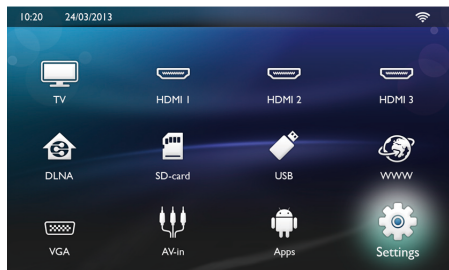 10:20 24/03/2013
TV HDMI 1 HDMI 2 HDMI 3
DLNA SD-card USB WWW
VGA AV-in Apps Settings